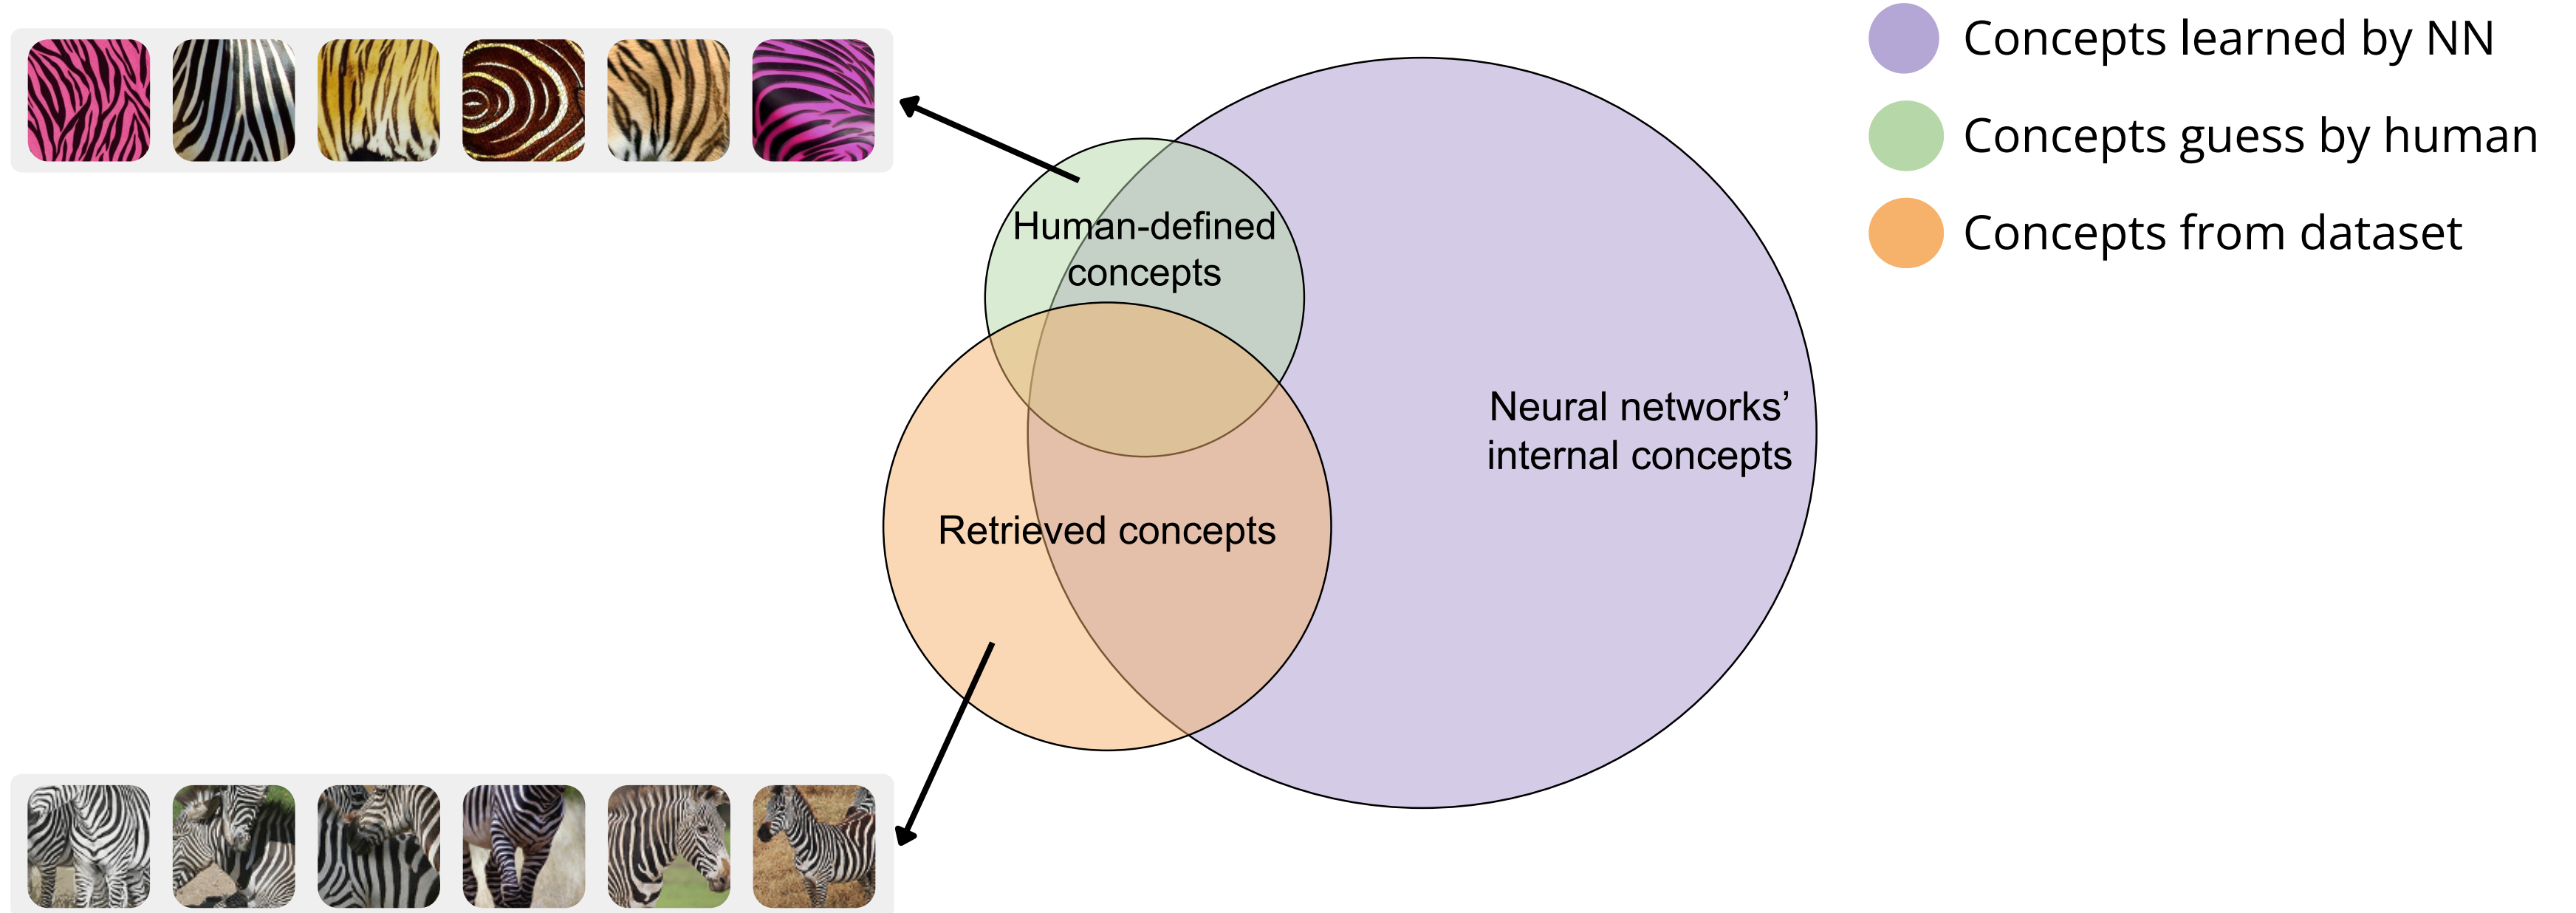 Concepts learned by NN
Concepts guess by human
Concepts from dataset
Human-defined
concepts
Neural networks’
internal concepts
Retrieved concepts